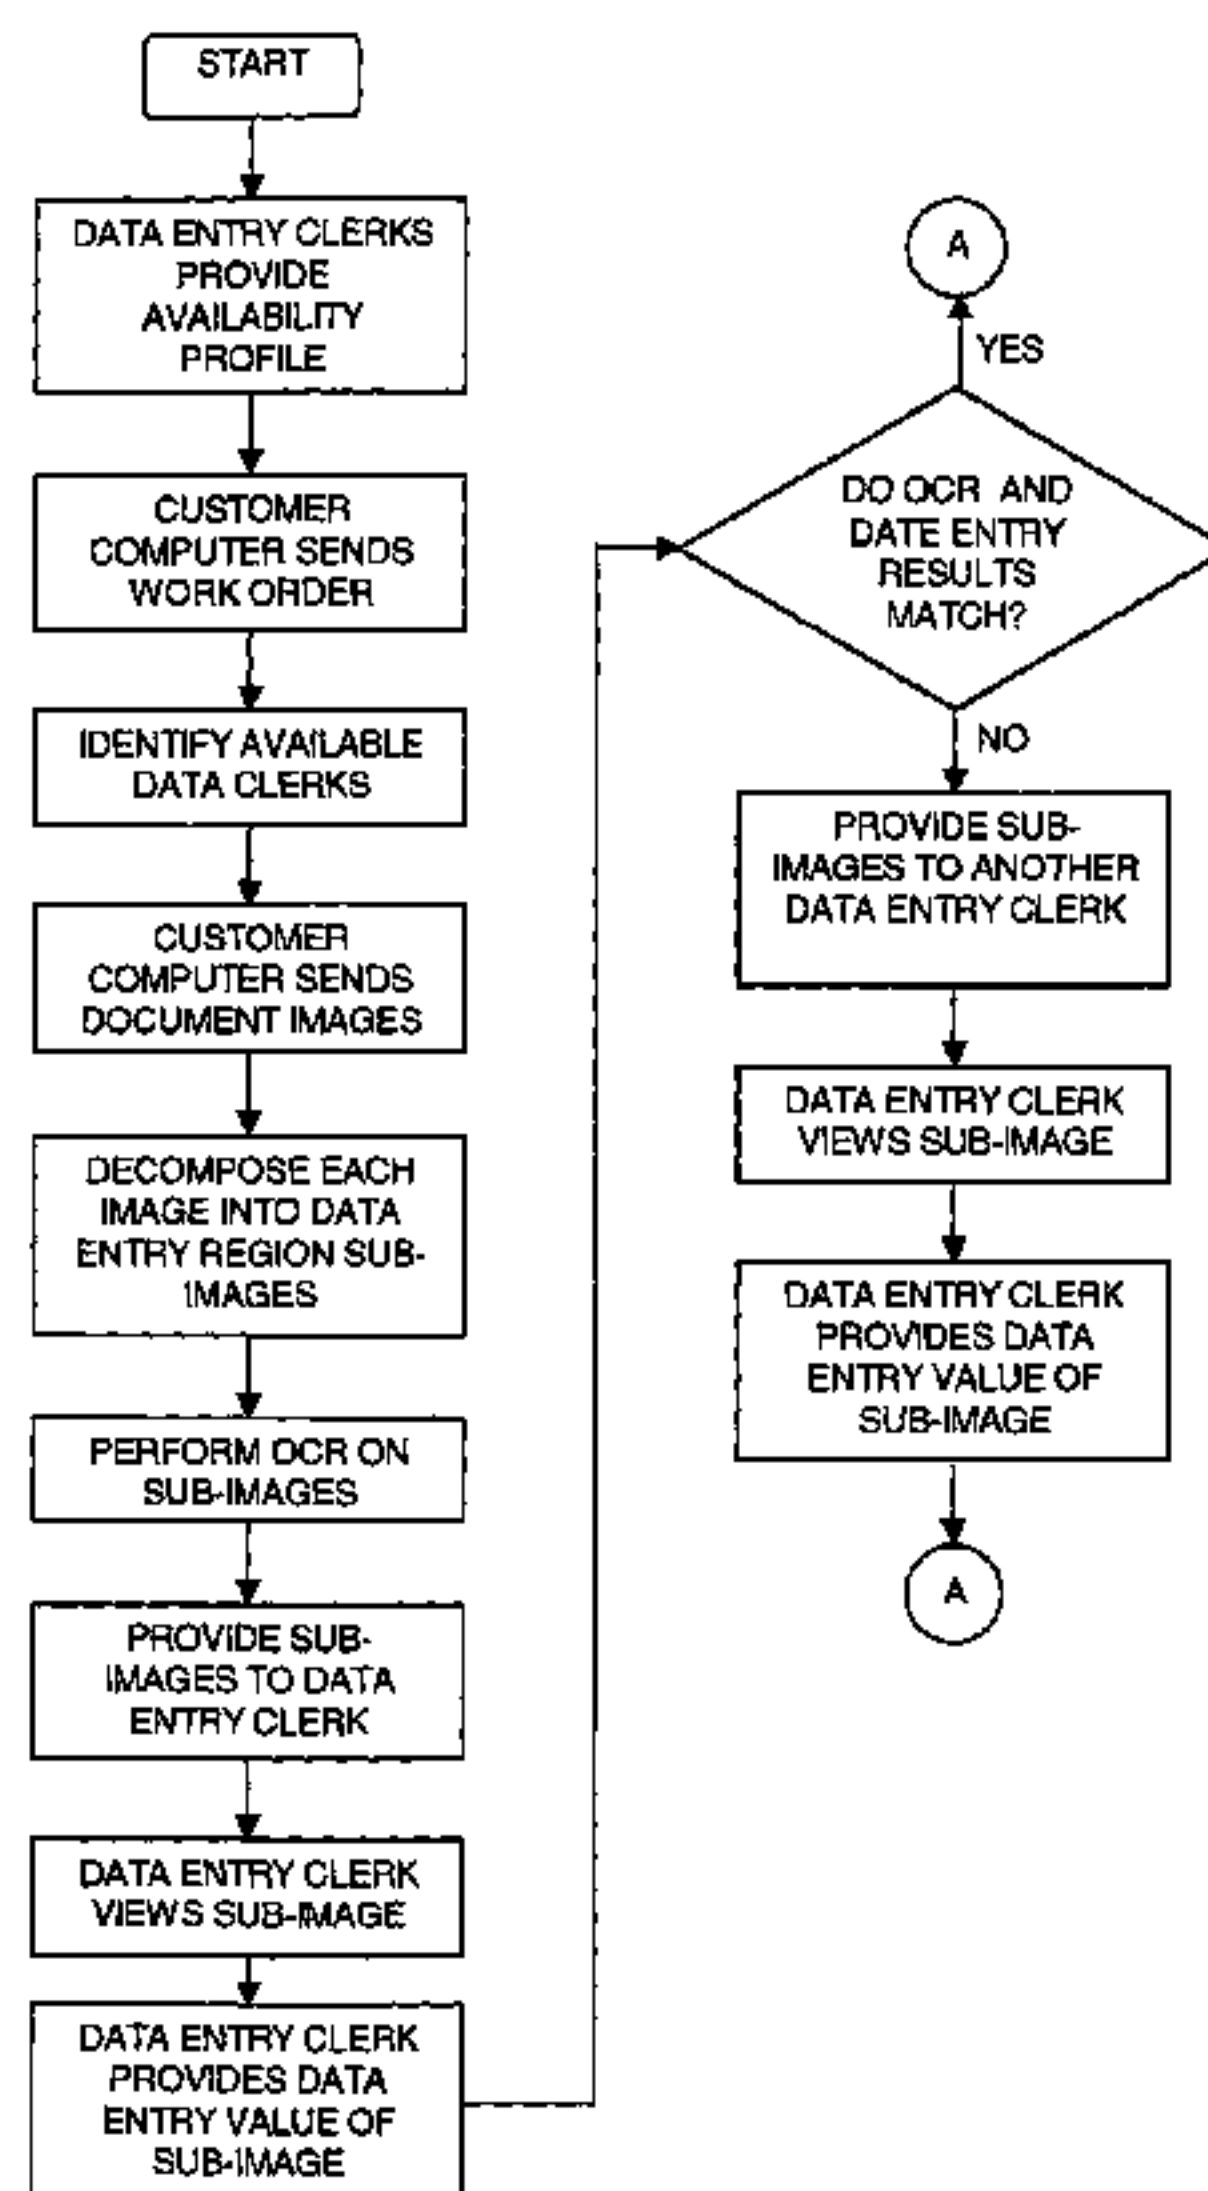 START
DATA ENTRY CLERKS
PROVIDE
AVAILABILITY
PROFILE
CUSTOMER
COMPUTER SENDS
WORK ORDER
IDENTIFY AVAILABLE
DATA CLERKS
CUSTOMER
COMPUTER SENDS
DOCUMENT IMAGES
DECOMPOSE EACH
IMAGE INTO DATA
ENTRY REGION SUB-
IMAGES
PERFORM OCR ON
SUB-IMAGES
PROVIDE SUB-
IMAGES TO DATA
ENTRY CLERK
DATA ENTRY CLERK
VIEWS SUB-IMAGE
DATA ENTRY CLERK
PROVIDES DATA
ENTRY VALUE OF
SUB-IMAGE
A
YES
DO OCR AND
DATE ENTRY
RESULTS
MATCH?
NO
PROVIDE SUB-
IMAGES TO ANOTHER
DATA ENTRY CLERK
DATA ENTRY CLERK
VIEWS SUB-IMAGE
DATA ENTRY CLERK
PROVIDES DATA
ENTRY VALUE OF
SUB-IMAGE
A